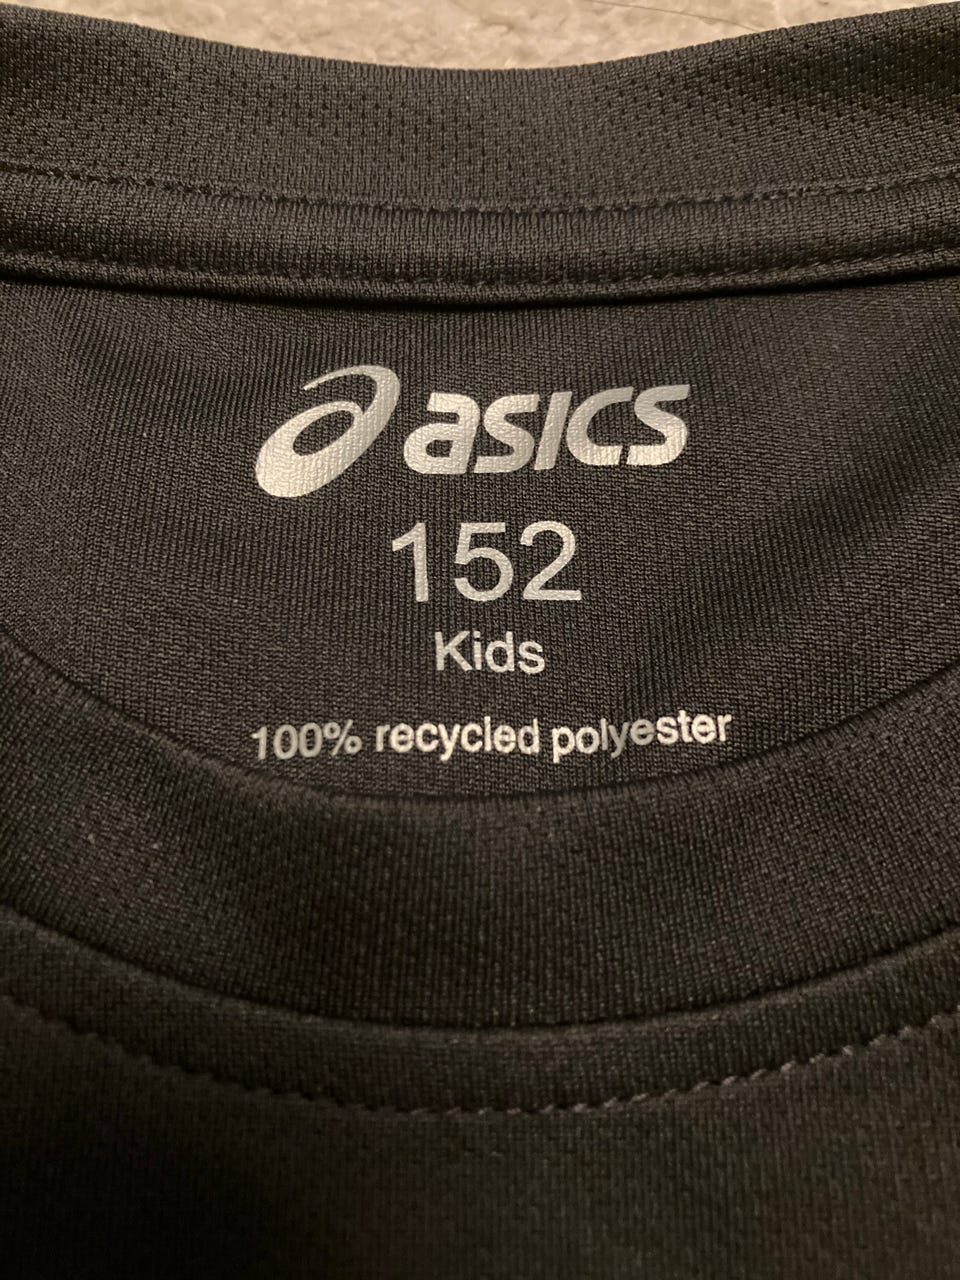 asics
152
Kids
100% recycled polyester